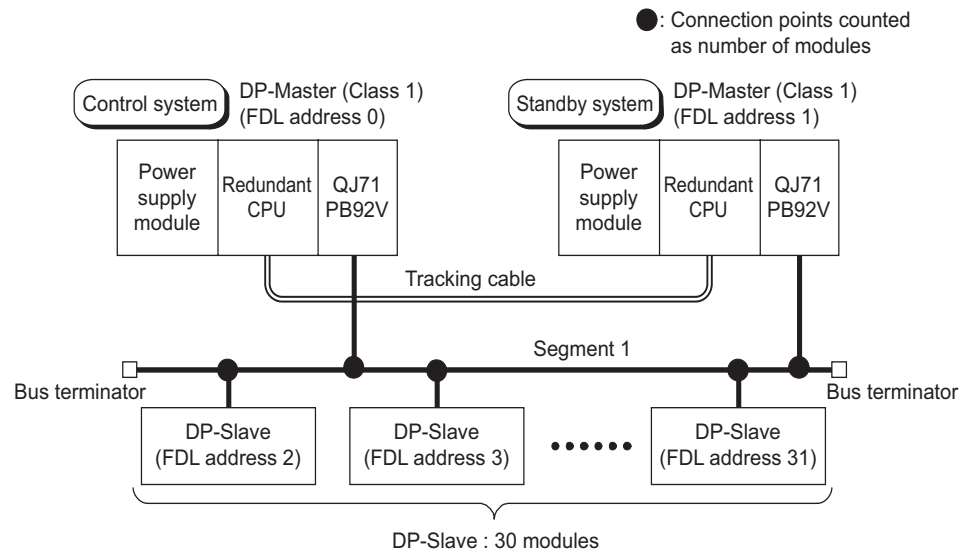 : Connection points counted
as number of modules
Control system
DP-Master (Class 1)
(FDL address 0)
Standby system
DP-Master (Class 1)
(FDL address 1)
Power
supply
module
Redundant
CPU
QJ71
PB92V
Power
supply
module
Redundant
CPU
QJ71
PB92V
Tracking cable
Segment 1
Bus terminator
Bus terminator
DP-Slave
(FDL address 2)
DP-Slave
(FDL address 3)
DP-Slave
(FDL address 31)
DP-Slave : 30 modules